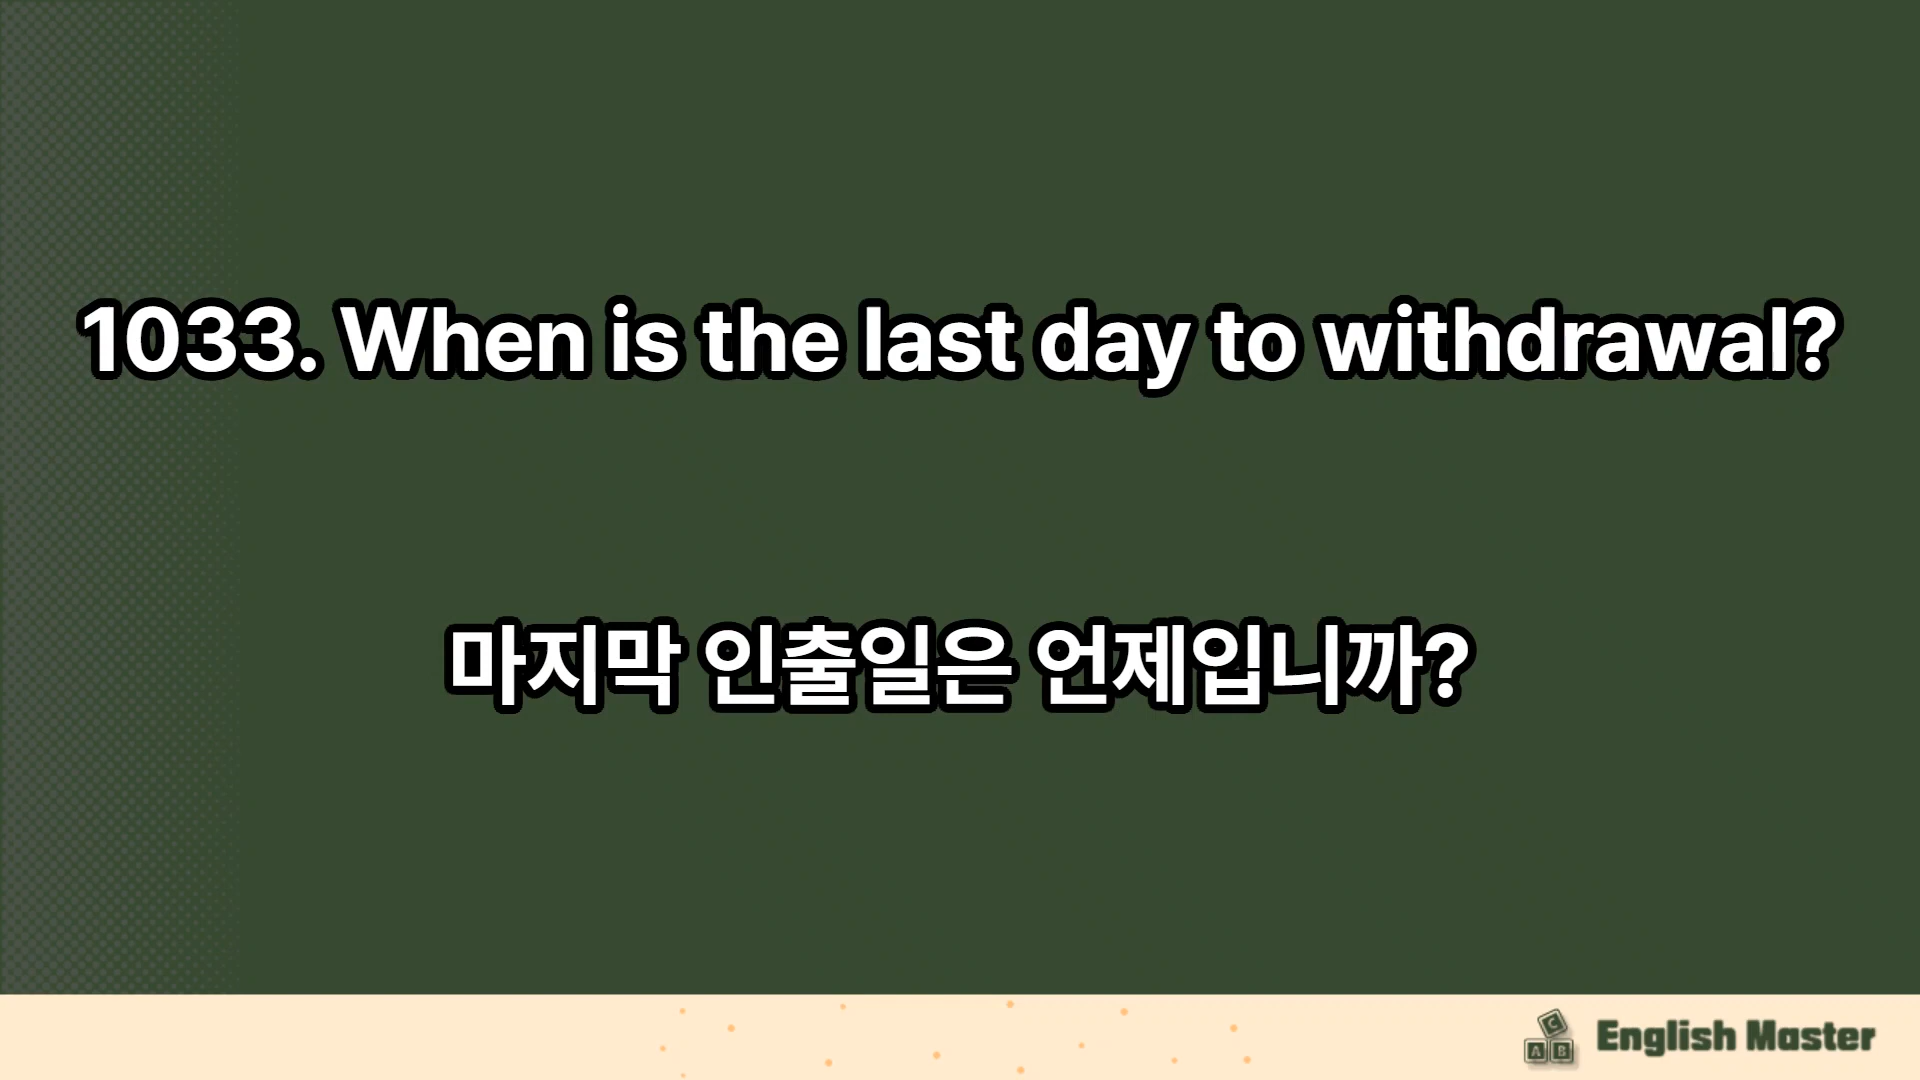 1033. When is the last day to withdrawal?
마지막 인출일은 언제입니까?
C
A B
English Master